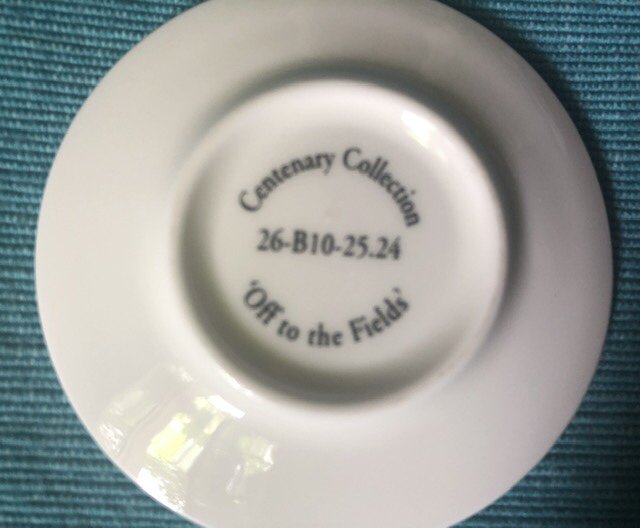 Centenary Collection
26-B10-25.24
'Off to the Fields'